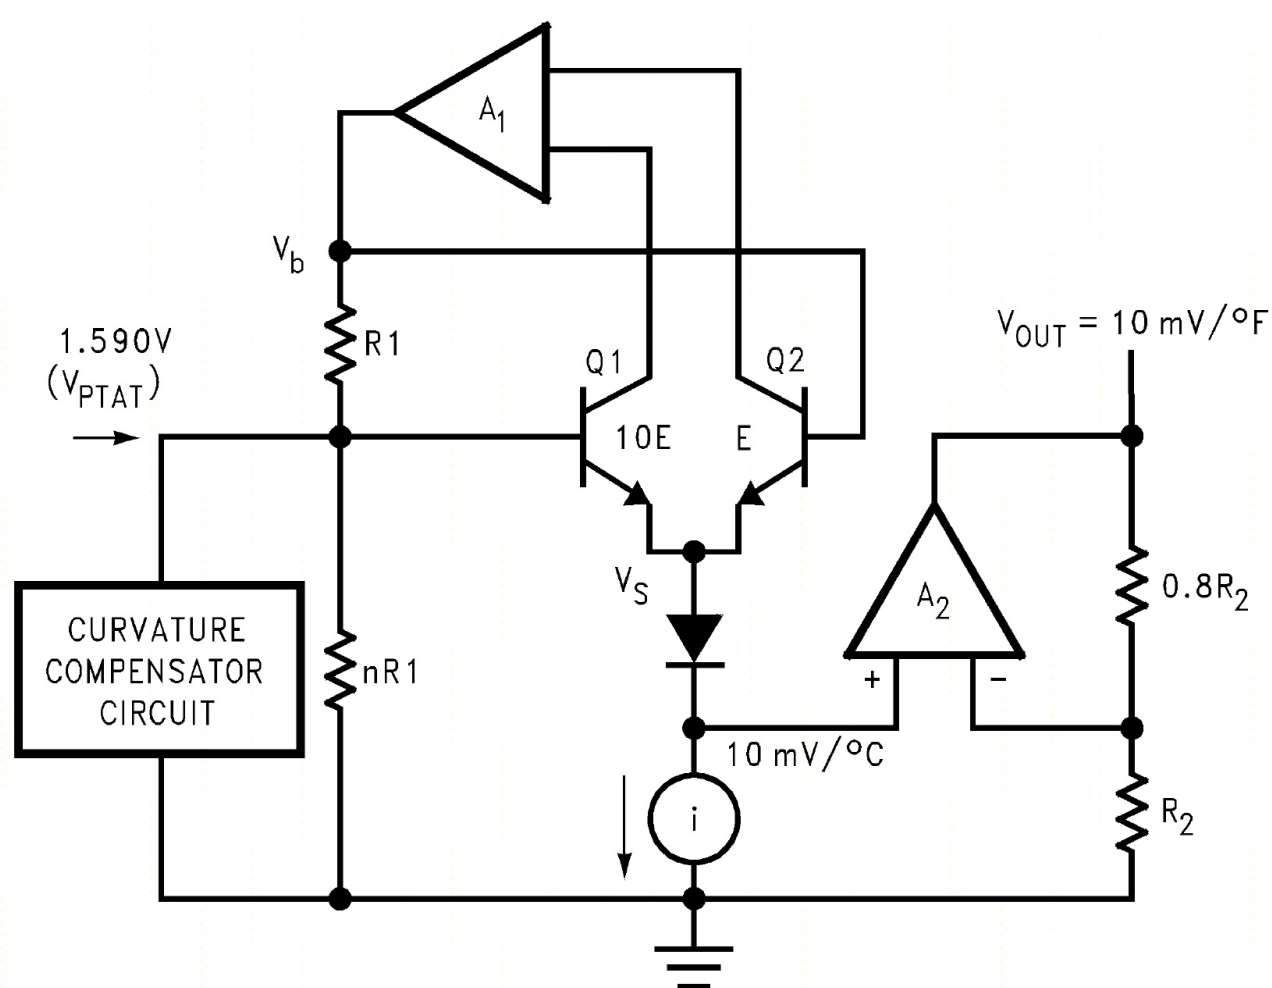 A1
Vb
1.590V
(VPTAT)
R1
Q1
Q2
10E
E
VOUT = 10 mV/°F
VS
A2
0.8R2
CURVATURE
COMPENSATOR
CIRCUIT
nR1
+
−
10 mV/°C
i
R2